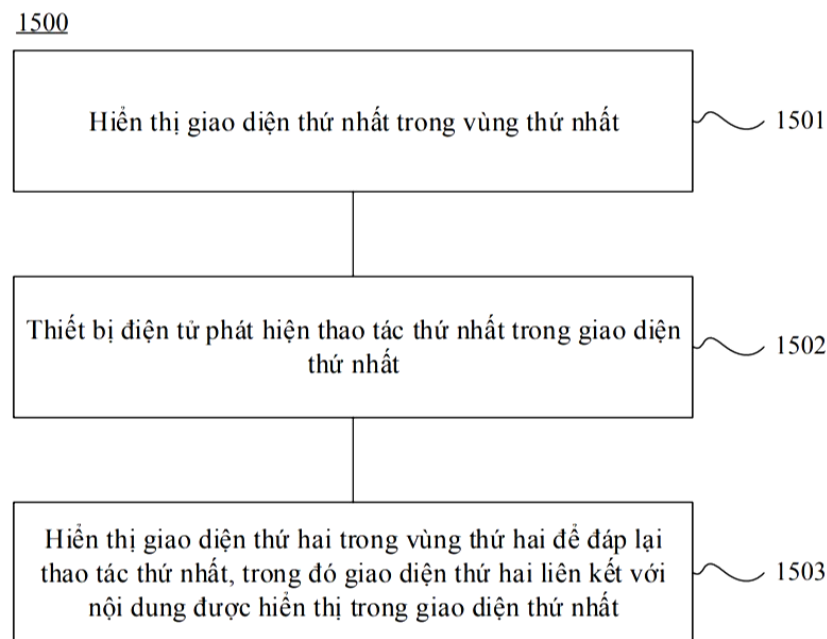 1500
Hiển thị giao diện thứ nhất trong vùng thứ nhất
1501
Thiết bị điện tử phát hiện thao tác thứ nhất trong giao diện
thứ nhất
1502
Hiển thị giao diện thứ hai trong vùng thứ hai để đáp lại
thao tác thứ nhất, trong đó giao diện thứ hai liên kết với
nội dung được hiển thị trong giao diện thứ nhất
1503